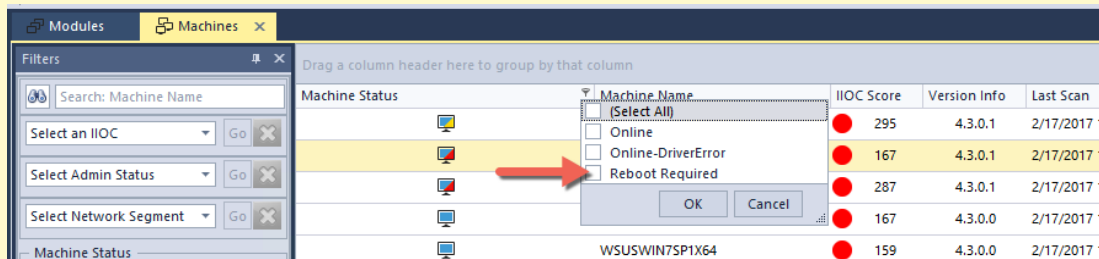 Modules
Machines
Filters
Drag a column header here to group by that column
Search: Machine Name
Machine Status
Machine Name
IIOC Score
Version Info
Last Scan
(Select All)
Select an IIOC
Go
Online
295
4.3.0.1
2/17/2017
Online-DriverError
167
4.3.0.1
2/17/2017
Select Admin Status
Go
Reboot Required
287
4.3.0.1
2/17/2017
OK
Cancel
Select Network Segment
Go
167
4.3.0.0
2/17/2017
Machine Status
WSUSWIN7SP1X64
159
4.3.0.0
2/17/2017